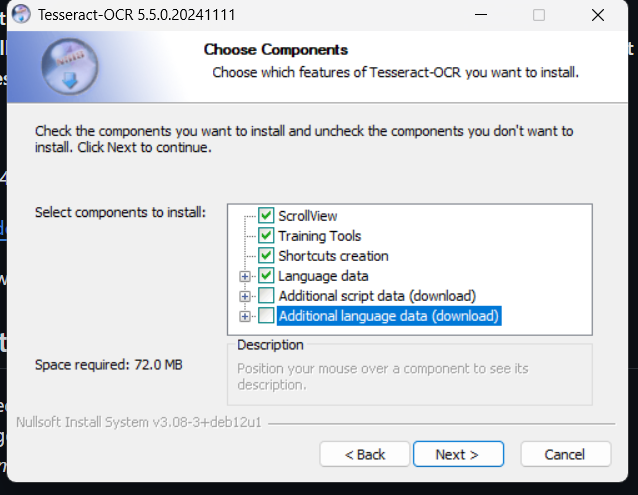 Tesseract-OCR 5.5.0.20241111
Choose Components
Choose which features of Tesseract-OCR you want to install.
Check the components you want to install and uncheck the components you don't want to
install. Click Next to continue.
Select components to install:
ScrollView
Training Tools
Shortcuts creation
Language data
Additional script data (download)
Additional language data (download)
Space required: 72.0 MB
Description
Position your mouse over a component to see its
description.
Nullsoft Install System v3.08-3+deb12u1
< Back
Next >
Cancel